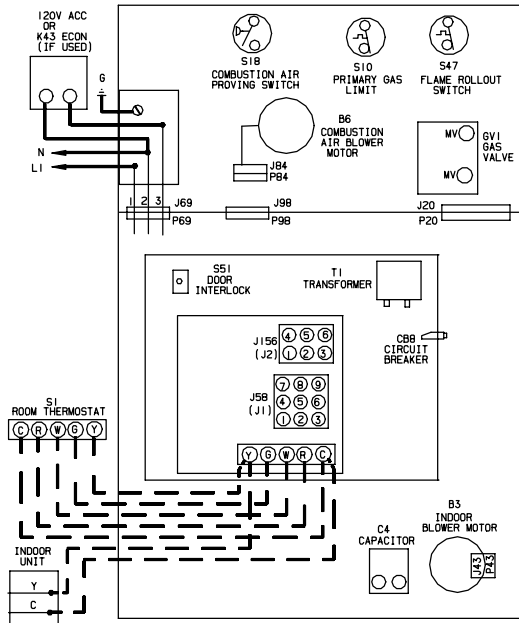 120V ACC
OR
K43 ECON
(IF USED)
G
N
L1
S18
COMBUSTION AIR
PROVING SWITCH
S10
PRIMARY GAS
LIMIT
S47
FLAME ROLLOUT
SWITCH
B6
COMBUSTION
AIR BLOWER
MOTOR
MV
MV
GV1
GAS
VALVE
J84
P84
1 2 3
J69
P69
J98
P98
J20
P20
S51
DOOR
INTERLOCK
T1
TRANSFORMER
CB8
CIRCUIT
BREAKER
J156
(J2)
4 5 6
1 2 3
J58
(J1)
7 8 9
4 5 6
1 2 3
S1
ROOM THERMOSTAT
C R W G Y
Y G W R C
INDOOR
UNIT
Y
C
C4
CAPACITOR
B3
INDOOR
BLOWER MOTOR
J43
P43